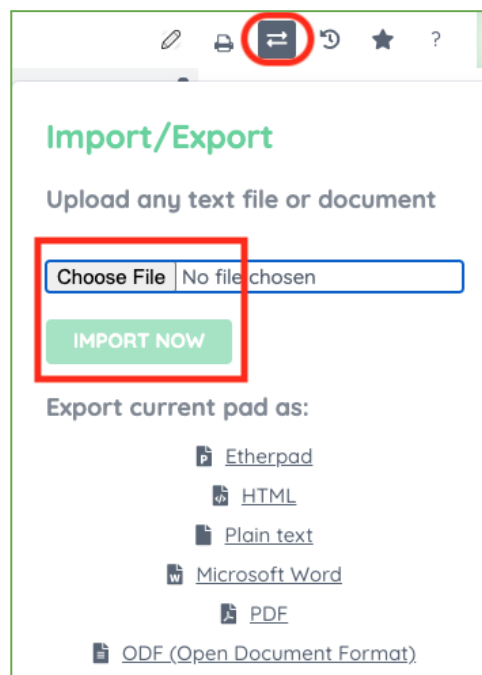 ?
Import/Export
Upload any text file or document
Choose File No file chosen
IMPORT NOW
Export current pad as:
Etherpad
HTML
Plain text
Microsoft Word
PDF
ODF (Open Document Format)